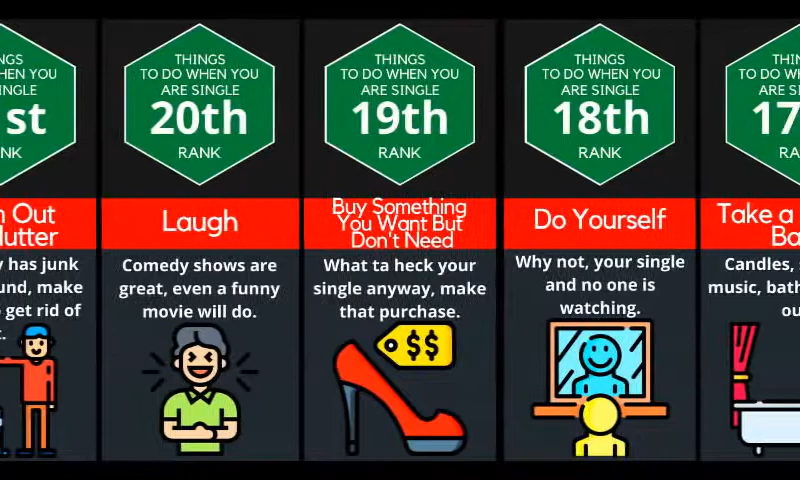 NGS
HEN YOU
INGLE
st
NK
n Out
lutter
y has junk
und, make
get rid of
t.
THINGS
TO DO WHEN YOU
ARE SINGLE
20th
RANK
Laugh
Comedy shows are
great, even a funny
movie will do.
THINGS
TO DO WHEN YOU
ARE SINGLE
19th
RANK
Buy Something
You Want But
Don't Need
What ta heck your
single anyway, make
that purchase.
$$
THINGS
TO DO WHEN YOU
ARE SINGLE
18th
RANK
Do Yourself
Why not, your single
and no one is
watching.
THIN
TO DO WH
ARE SI
17
RA
Take a
Ba
Candles,
music, bath
ou